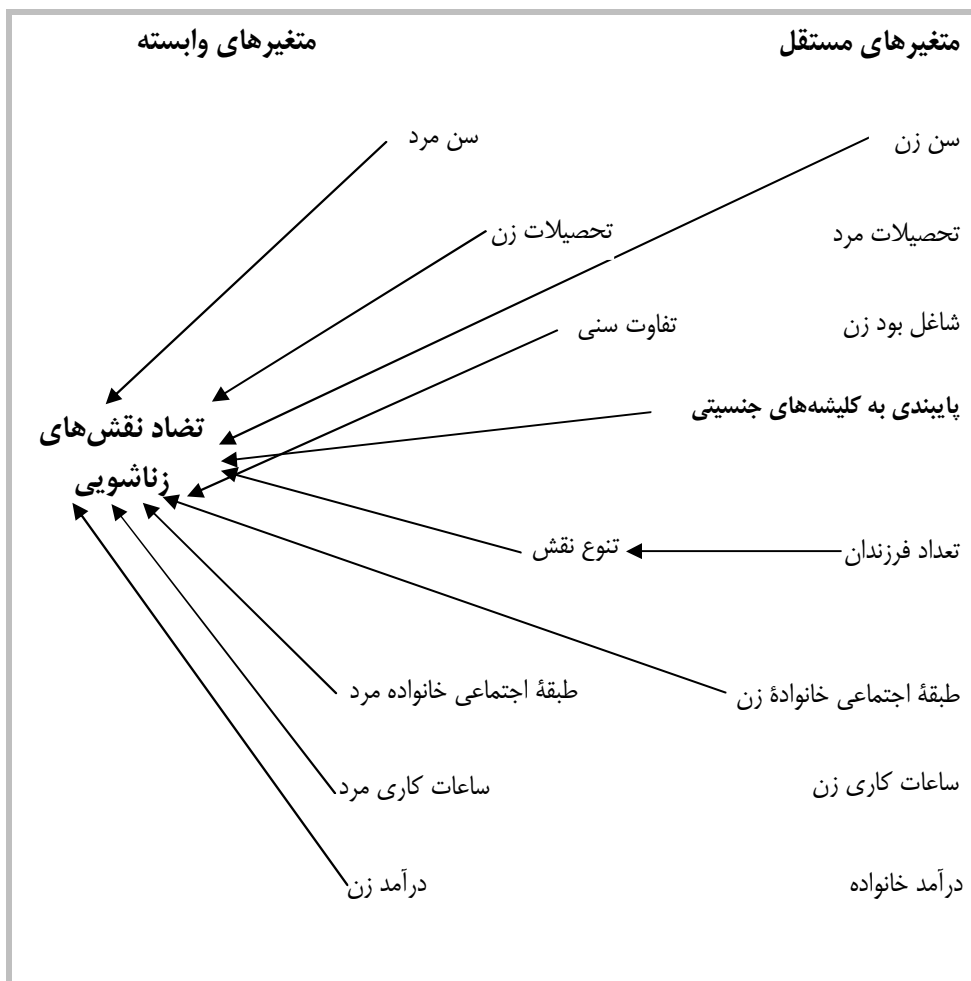 متغیرهای مستقل متغیرهای وابسته
سن زن سن مرد
تحصیلات مرد تحصیلات زن
شاغل بود زن تفاوت سنی
پایبندی به کلیشه‌های جنسیتی
تضاد نقش‌های
زناشویی
تعداد فرزندان تنوع نقش
طبقۀ اجتماعی خانوادۀ زن طبقۀ اجتماعی خانواده مرد
ساعات کاری زن ساعات کاری مرد
درآمد خانواده درآمد زن